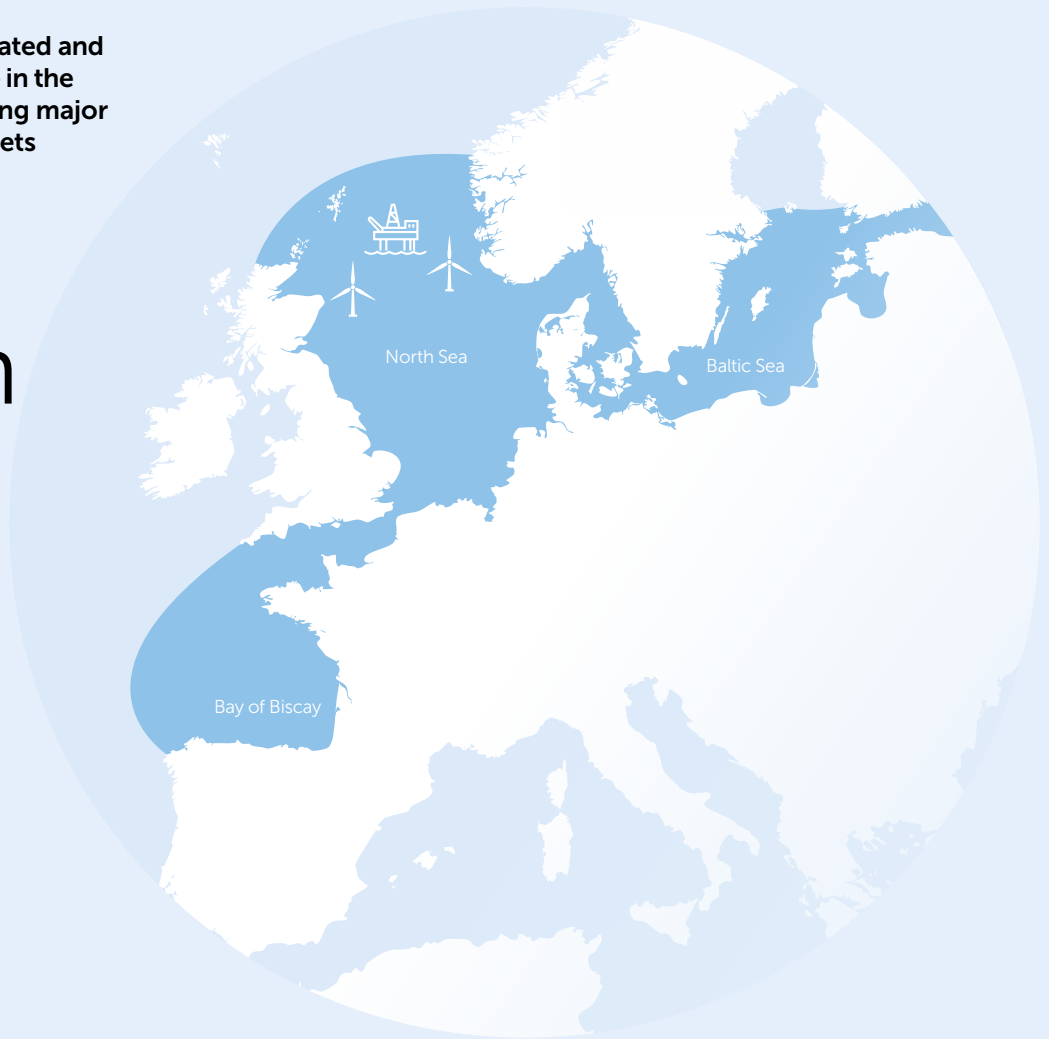 ated and
in the
ng major
ets
n
North Sea
Baltic Sea
Bay of Biscay